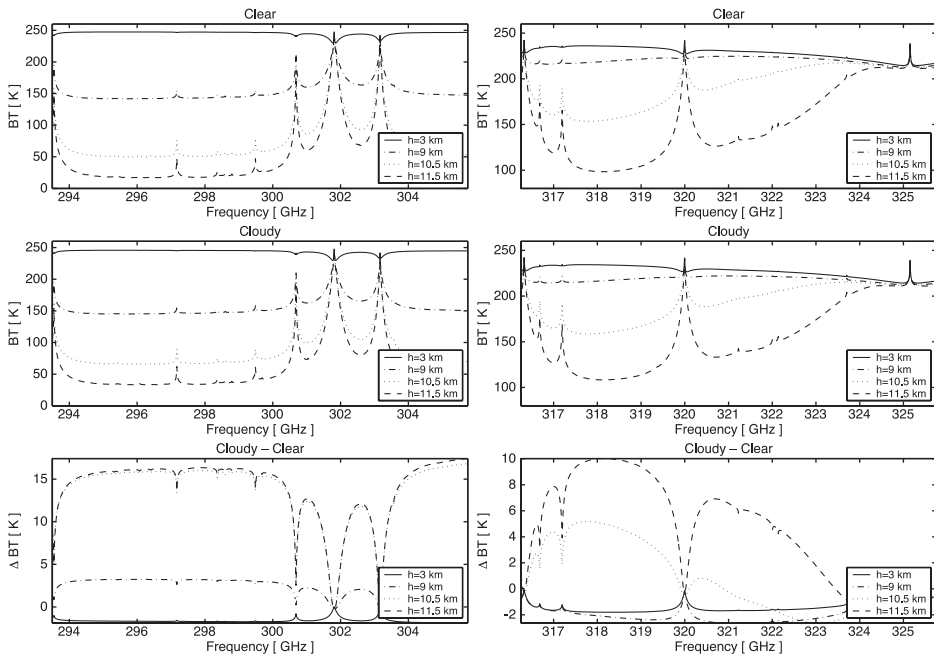 Clear
BT [ K ]
250
200
150
100
50
0
h=3 km
h=9 km
h=10.5 km
h=11.5 km
294 296 298 300 302 304
Frequency [ GHz ]
Clear
BT [ K ]
250
200
150
100
h=3 km
h=9 km
h=10.5 km
h=11.5 km
317 318 319 320 321 322 323 324 325
Frequency [ GHz ]
Cloudy
BT [ K ]
250
200
150
100
50
0
h=3 km
h=9 km
h=10.5 km
h=11.5 km
294 296 298 300 302 304
Frequency [ GHz ]
Cloudy
BT [ K ]
250
200
150
100
h=3 km
h=9 km
h=10.5 km
h=11.5 km
317 318 319 320 321 322 323 324 325
Frequency [ GHz ]
Cloudy – Clear
Δ BT [ K ]
15
10
5
0
h=3 km
h=9 km
h=10.5 km
h=11.5 km
294 296 298 300 302 304
Frequency [ GHz ]
Cloudy – Clear
Δ BT [ K ]
10
8
6
4
2
0
−2
h=3 km
h=9 km
h=10.5 km
h=11.5 km
317 318 319 320 321 322 323 324 325
Frequency [ GHz ]